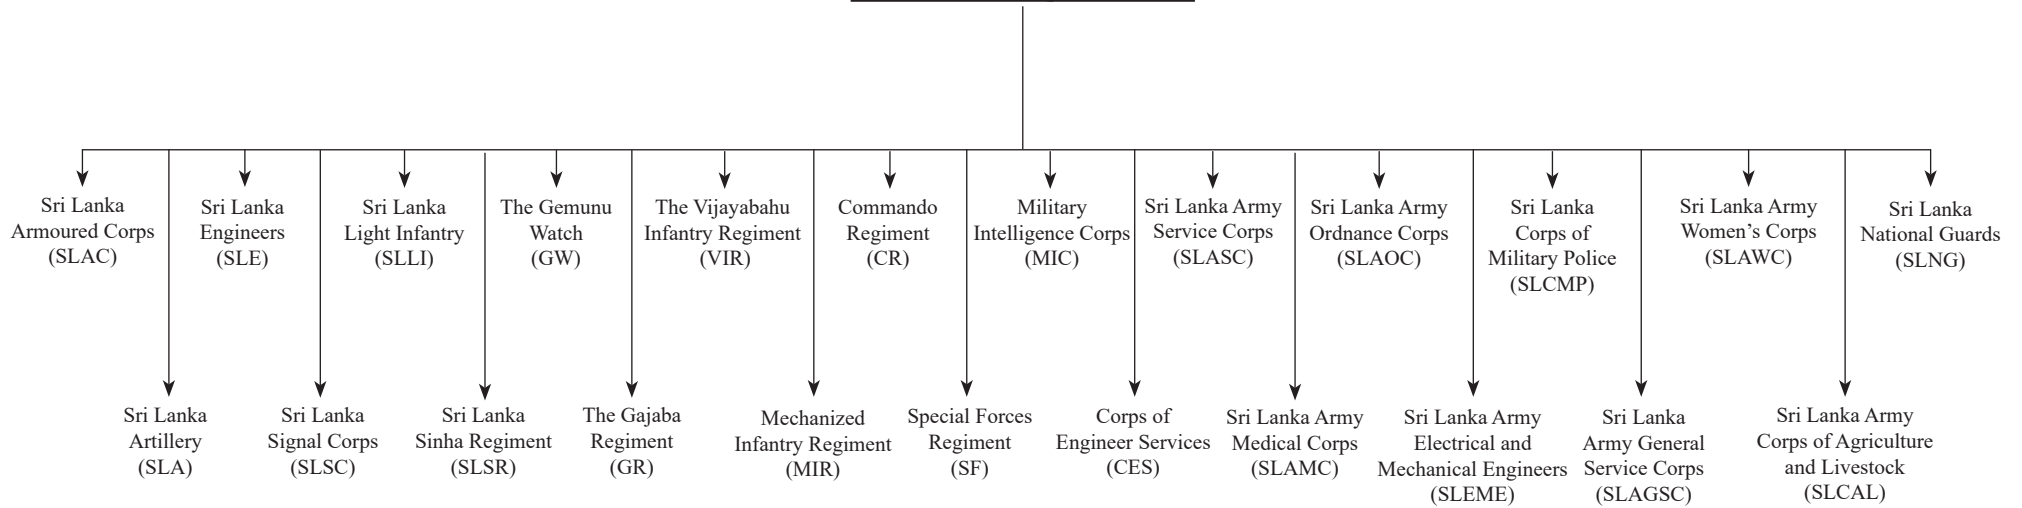 Sri Lanka
Armoured Corps
(SLAC)
Sri Lanka
Engineers
(SLE)
Sri Lanka
Light Infantry
(SLLI)
The Gemunu
Watch
(GW)
The Vijayabahu
Infantry Regiment
(VIR)
Commando
Regiment
(CR)
Military
Intelligence Corps
(MIC)
Sri Lanka Army
Service Corps
(SLASC)
Sri Lanka Army
Ordnance Corps
(SLAOC)
Sri Lanka
Corps of
Military Police
(SLCMP)
Sri Lanka Army
Women’s Corps
(SLAWC)
Sri Lanka
National Guards
(SLNG)
Sri Lanka
Artillery
(SLA)
Sri Lanka
Signal Corps
(SLSC)
Sri Lanka
Sinha Regiment
(SLSR)
The Gajaba
Regiment
(GR)
Mechanized
Infantry Regiment
(MIR)
Special Forces
Regiment
(SF)
Corps of
Engineer Services
(CES)
Sri Lanka Army
Medical Corps
(SLAMC)
Sri Lanka Army
Electrical and
Mechanical Engineers
(SLEME)
Sri Lanka
Army General
Service Corps
(SLAGSC)
Sri Lanka Army
Corps of Agriculture
and Livestock
(SLCAL)